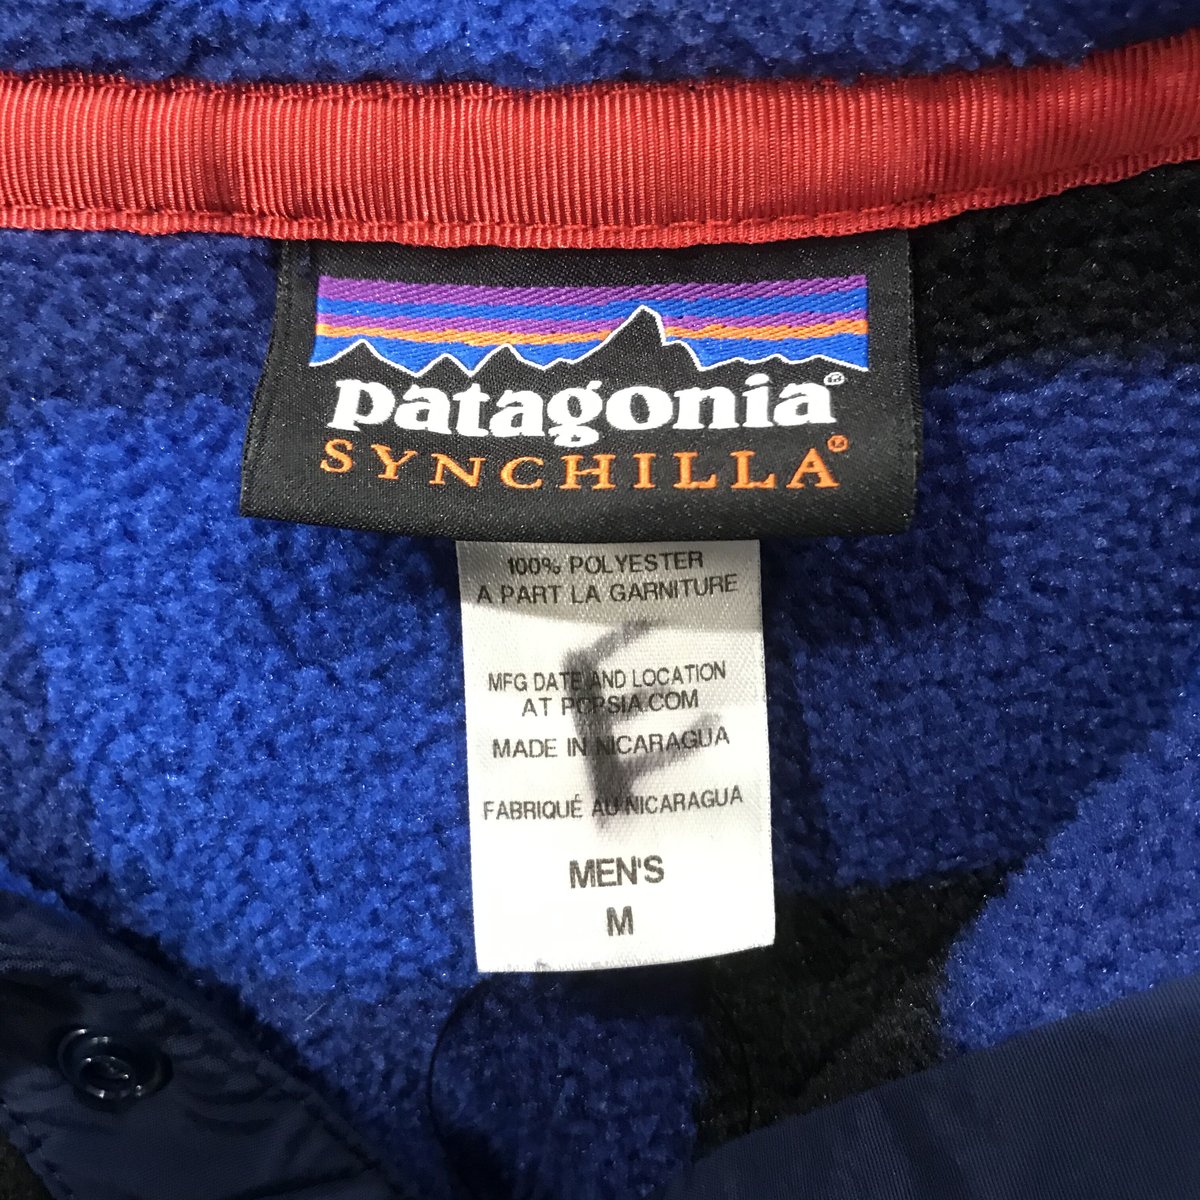 patagonia®
SYNCHILLA®
100% POLYESTER
A PART LA GARNITURE
MFG DATE AND LOCATION
AT PCPSIA.COM
MADE IN NICARAGUA
FABRIQUÉ AU NICARAGUA
MEN'S
M